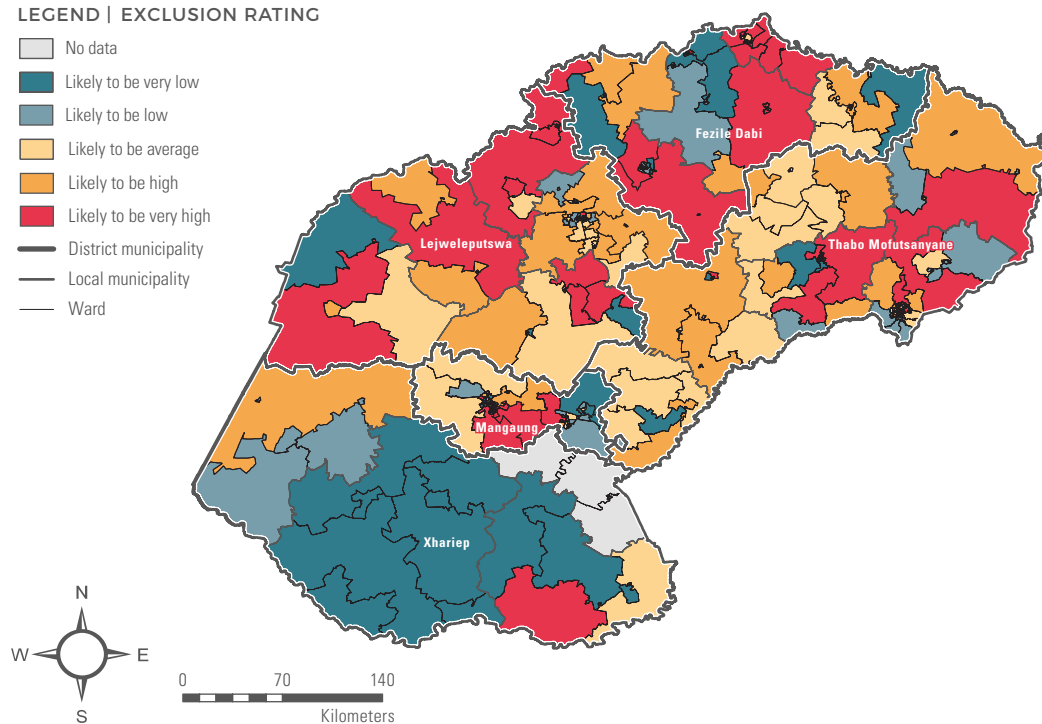 LEGEND | EXCLUSION RATING
No data
Likely to be very low
Likely to be low
Likely to be average
Likely to be high
Likely to be very high
District municipality
Local municipality
Ward
Fezile Dabi
Lejweleputswa
Thabo Mofutsanyane
Mangaung
Xhariep
N
W
E
S
0 70 140
Kilometers